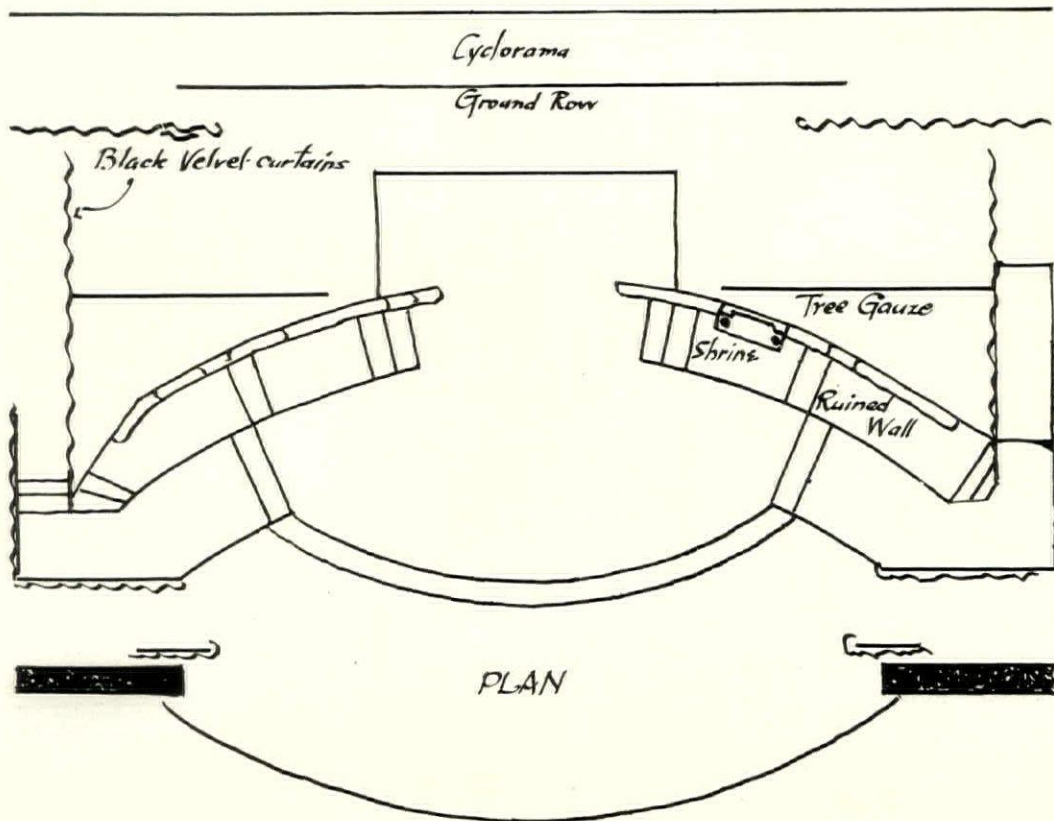 Cyclorama
Ground Row
Black Velvet curtains
Tree Gauze
Shrine
Ruined
Wall
PLAN